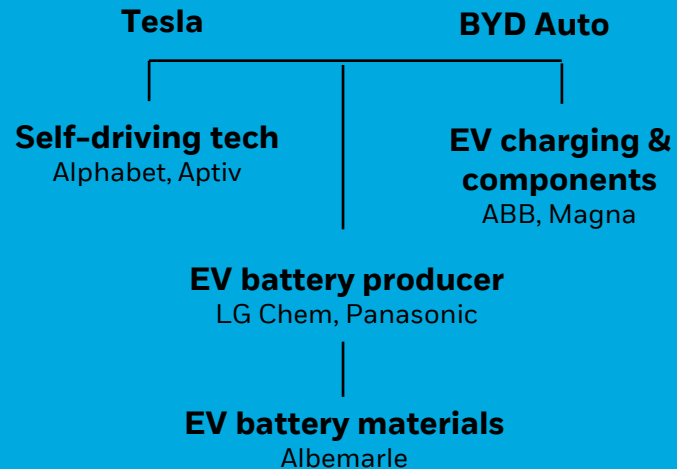 Tesla
BYD Auto
Self-driving tech
Alphabet, Aptiv
EV charging &
components
ABB, Magna
EV battery producer
LG Chem, Panasonic
EV battery materials
Albemarle